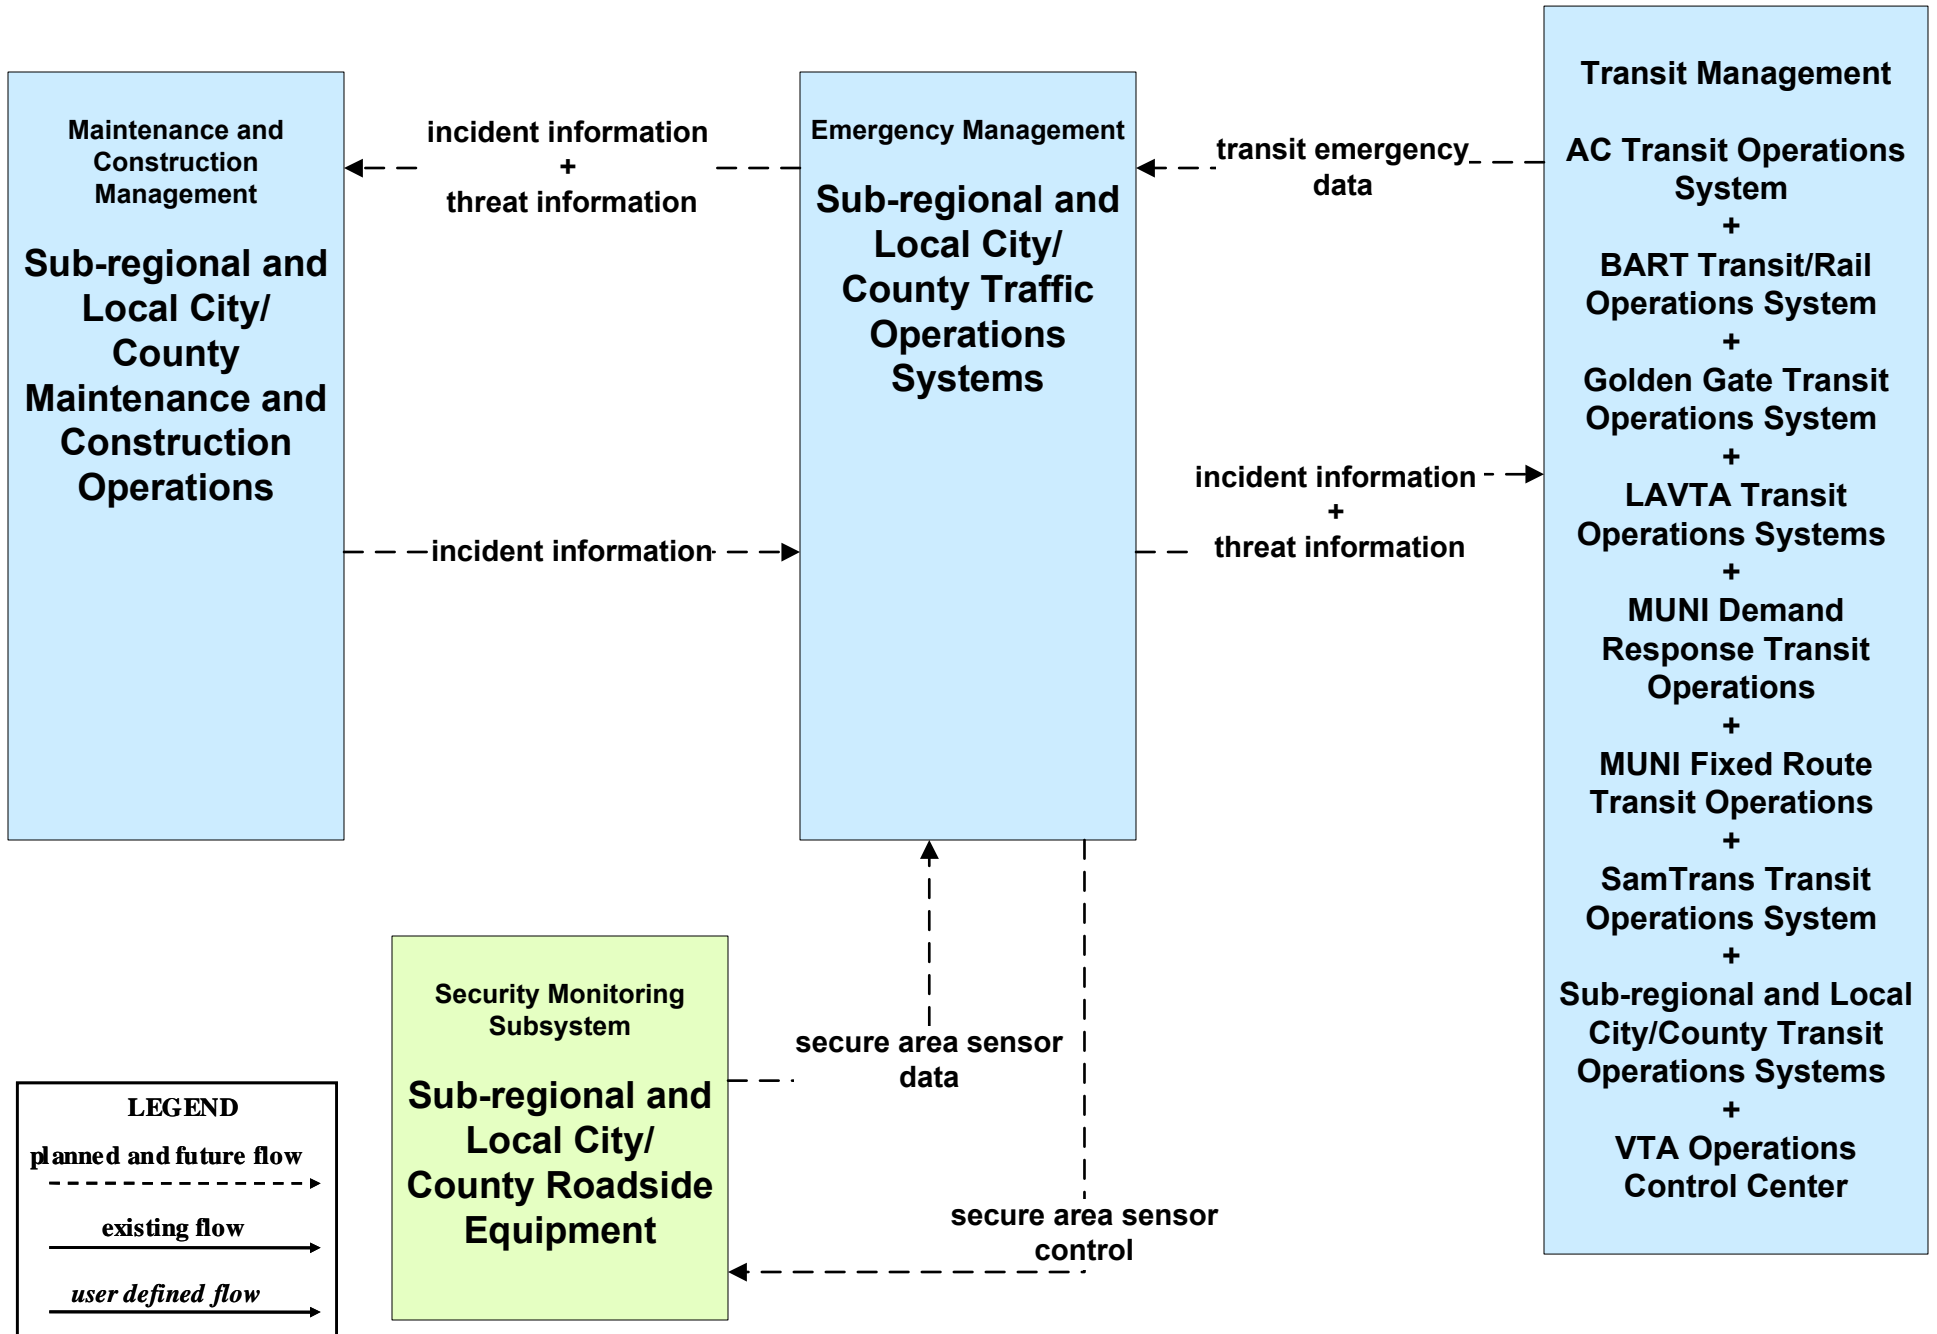 Maintenance and
Construction
Management
Sub-regional and
Local City/
County
Maintenance and
Construction
Operations
incident information
+
threat information
incident information
Emergency Management
Sub-regional and
Local City/
County Traffic
Operations
Systems
transit emergency
data
incident information
+
threat information
Transit Management
AC Transit Operations
System
+
BART Transit/Rail
Operations System
+
Golden Gate Transit
Operations System
+
LAVTA Transit
Operations Systems
+
MUNI Demand
Response Transit
Operations
+
MUNI Fixed Route
Transit Operations
+
SamTrans Transit
Operations System
+
Sub-regional and Local
City/County Transit
Operations Systems
+
VTA Operations
Control Center
Security Monitoring
Subsystem
Sub-regional and
Local City/
County Roadside
Equipment
secure area sensor
data
secure area sensor
control
LEGEND
planned and future flow
existing flow
user defined flow